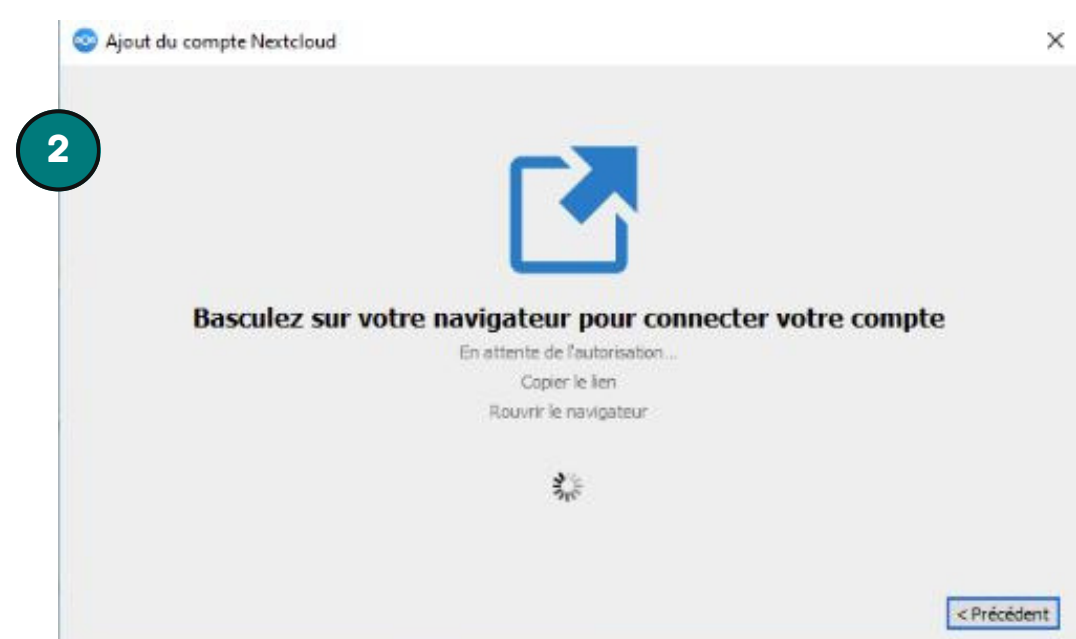 Ajout du compte Nextcloud
2
Basculez sur votre navigateur pour connecter votre compte
En attente de l'autorisation...
Copier le lien
Rouvrir le navigateur
< Précédent